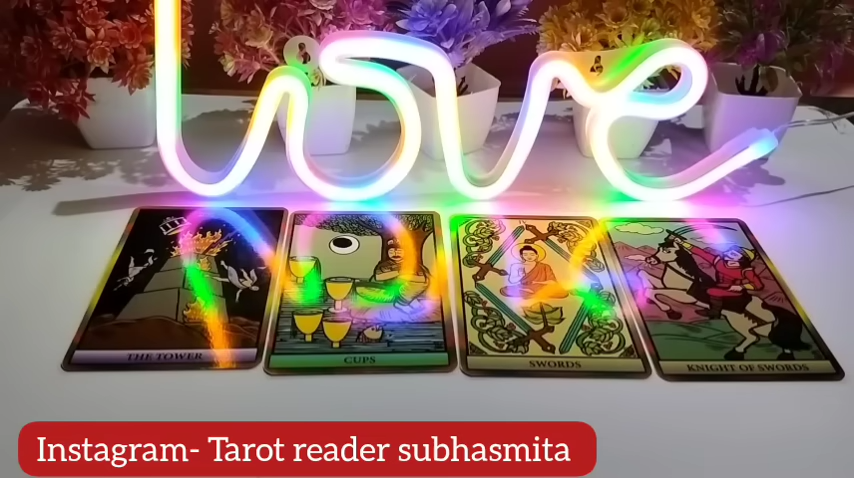 love
THE TOWER
CUPS
SWORDS
KNIGHT OF SWORDS
Instagram- Tarot reader subhasmita